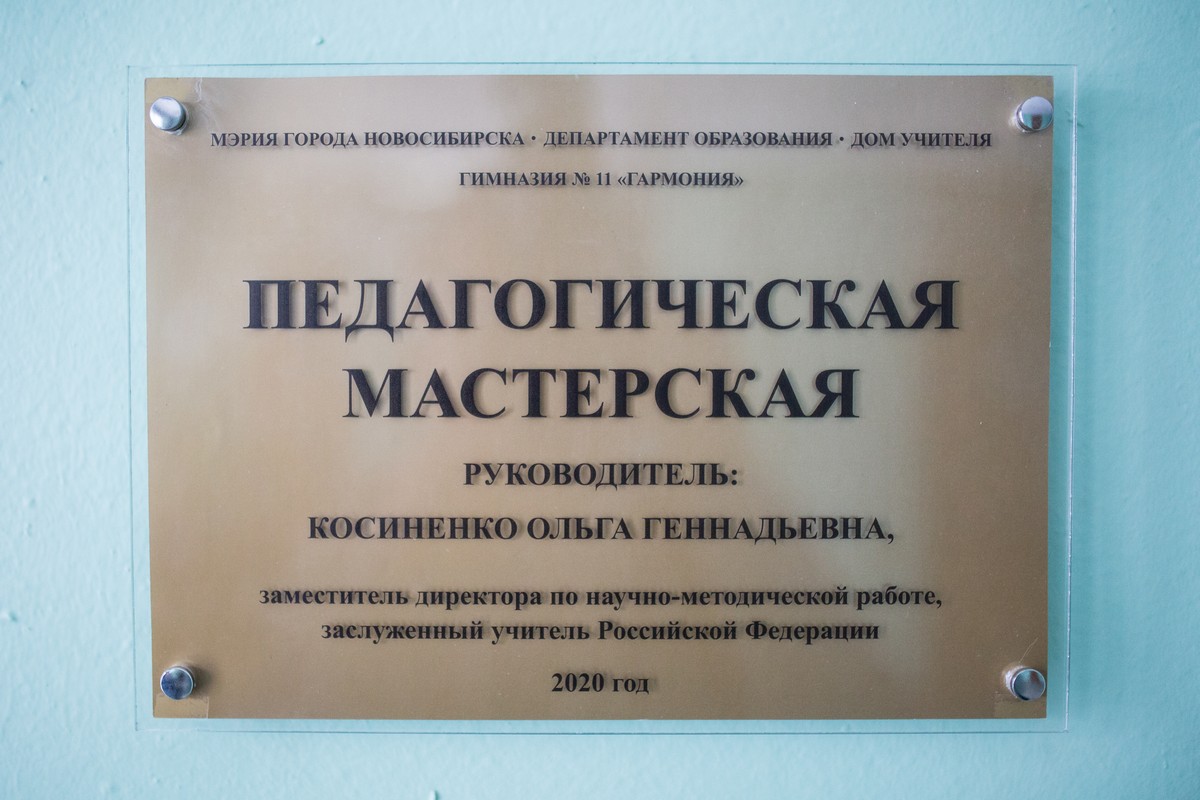 МЭРИЯ ГОРОДА НОВОСИБИРСКА · ДЕПАРТАМЕНТ ОБРАЗОВАНИЯ · ДОМ УЧИТЕЛЯ
ГИМНАЗИЯ № 11 «ГАРМОНИЯ»
ПЕДАГОГИЧЕСКАЯ
МАСТЕРСКАЯ
РУКОВОДИТЕЛЬ:
КОСИНЕНКО ОЛЬГА ГЕННАДЬЕВНА,
заместитель директора по научно-методической работе,
заслуженный учитель Российской Федерации
2020 год